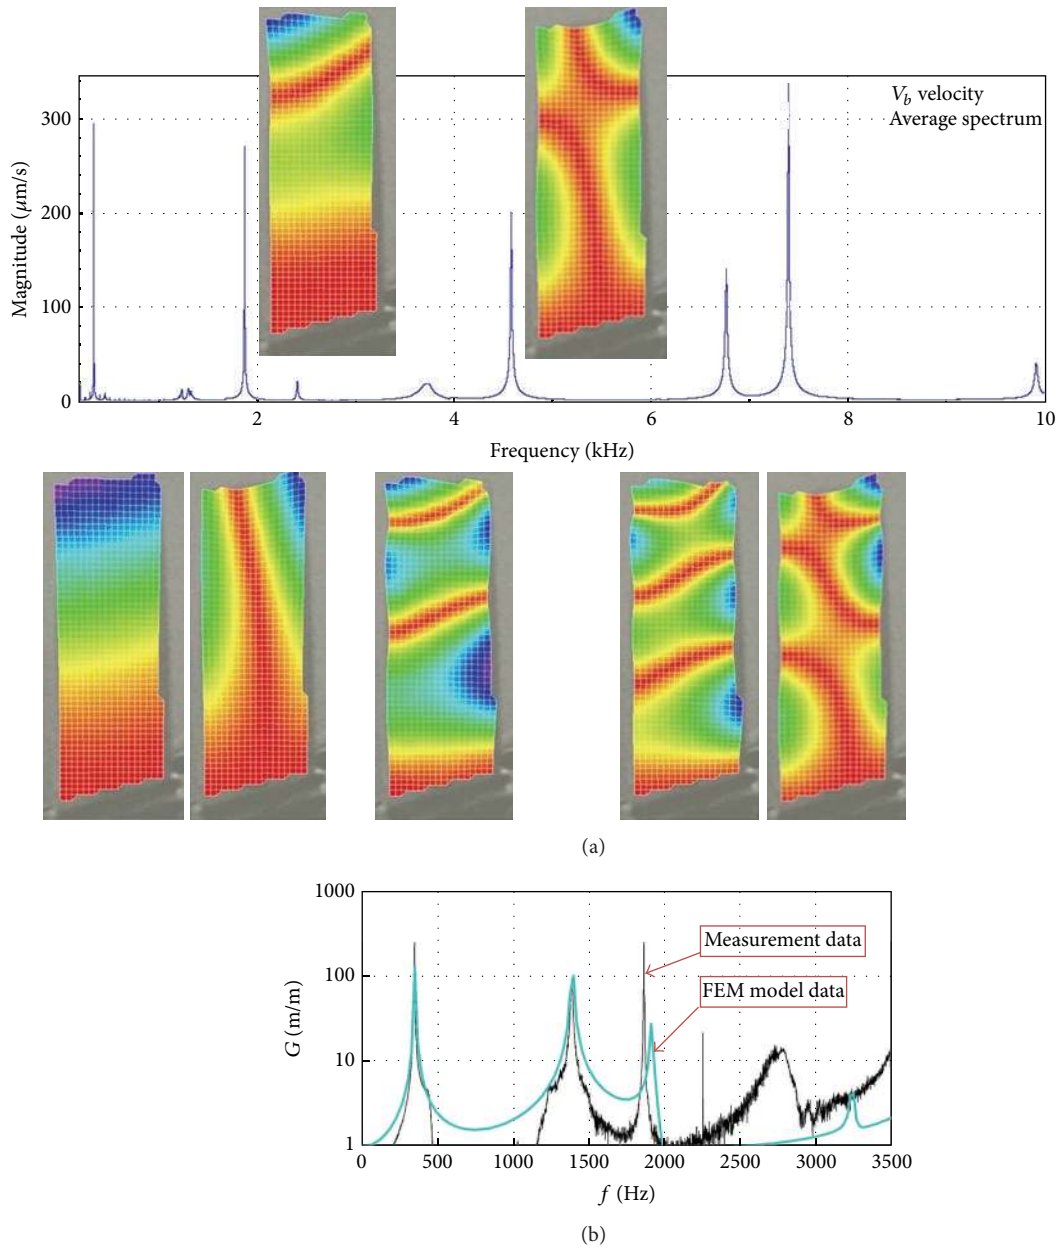 V_b velocity
Average spectrum
Magnitude (μm/s)
300
200
100
0
2
4
6
8
10
Frequency (kHz)
(a)
1000
100
10
1
G (m/m)
Measurement data
FEM model data
0
500
1000
1500
2000
2500
3000
3500
f (Hz)
(b)